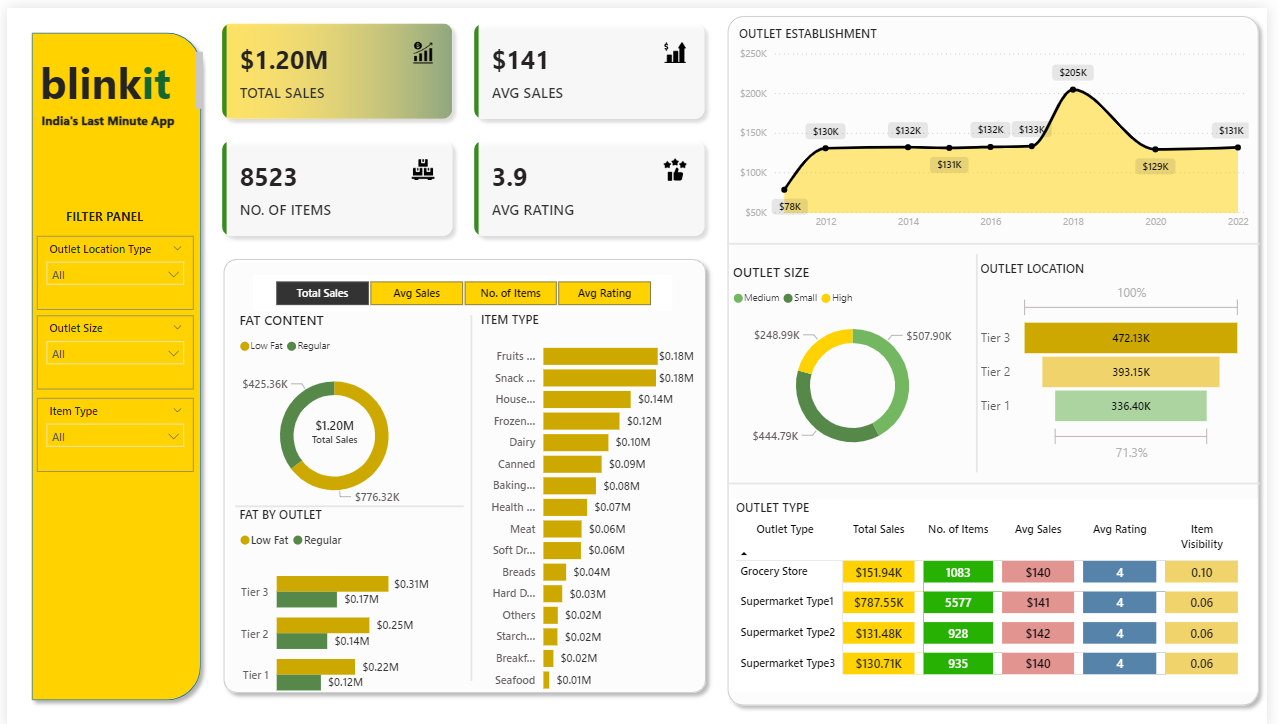 blinkit
India's Last Minute App
FILTER PANEL
Outlet Location Type
All
Outlet Size
All
Item Type
All
$1.20M
TOTAL SALES
$141
AVG SALES
8523
NO. OF ITEMS
3.9
AVG RATING
Total Sales Avg Sales No. of Items Avg Rating
FAT CONTENT
Low Fat Regular
$425.36K
$1.20M
Total Sales
$776.32K
FAT BY OUTLET
Low Fat Regular
Tier 3 $0.31M
$0.17M
Tier 2 $0.25M
$0.14M
Tier 1 $0.22M
$0.12M
ITEM TYPE
Fruits ... $0.18M
Snack ... $0.18M
House... $0.14M
Frozen... $0.12M
Dairy $0.10M
Canned $0.09M
Baking... $0.08M
Health ... $0.07M
Meat $0.06M
Soft Dr... $0.06M
Breads $0.04M
Hard D... $0.03M
Others $0.02M
Starch... $0.02M
Breakf... $0.02M
Seafood $0.01M
OUTLET ESTABLISHMENT
$250K
$200K
$150K
$100K
$50K
$78K $130K $132K $131K $132K $133K $205K $129K $131K
2012 2014 2016 2018 2020 2022
OUTLET SIZE
Medium Small High
$248.99K $507.90K
$444.79K
OUTLET LOCATION
100%
Tier 3 472.13K
Tier 2 393.15K
Tier 1 336.40K
71.3%
OUTLET TYPE
Outlet Type Total Sales No. of Items Avg Sales Avg Rating Item Visibility
Grocery Store $151.94K 1083 $140 4 0.10
Supermarket Type1 $787.55K 5577 $141 4 0.06
Supermarket Type2 $131.48K 928 $142 4 0.06
Supermarket Type3 $130.71K 935 $140 4 0.06